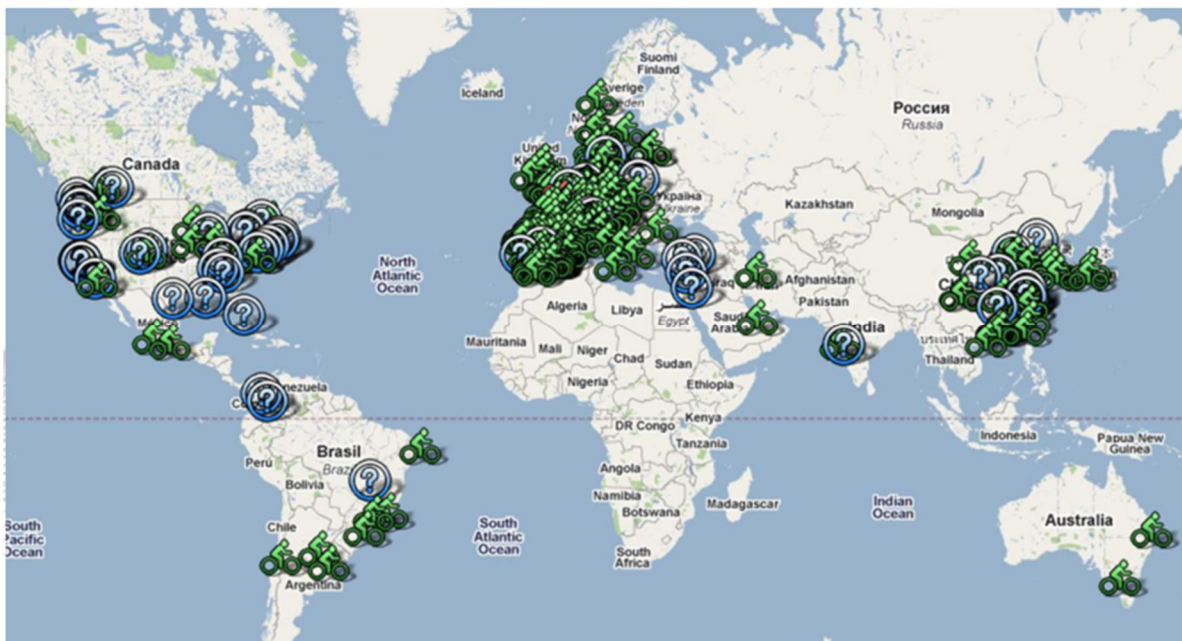 Suomi
Finland
Iceland
Россия
Russia
Canada
United
Україна
Ukraine
Kazakhstan
Mongolia
North
Atlantic
Ocean
Afghanistan
Pakistan
Algeria
Libya
Egypt
India
Mauritania
Mali
Niger
Chad
Sudan
Thailand
Nigeria
Ethiopia
DR Congo
Kenya
Tanzania
Indonesia
Papua New
Guinea
Brasil
Perú
Bolivia
Angola
Namibia
Botswana
Madagascar
Indian
Ocean
South
Pacific
Ocean
Chile
South
Atlantic
Ocean
South
Africa
Australia
Argentina